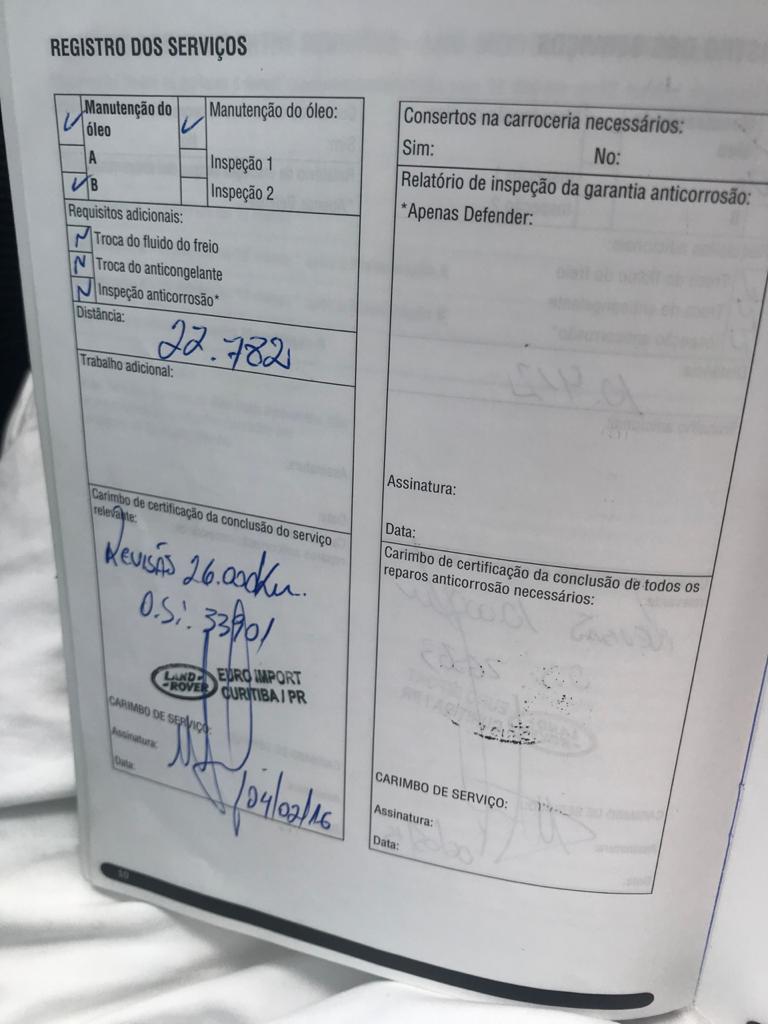 REGISTRO DOS SERVIÇOS
Manutenção do
óleo
A
B
Manutenção do óleo:
Inspeção 1
Inspeção 2
Requisitos adicionais:
N Troca do fluido do freio
N Troca do anticongelante
N Inspeção anticorrosão*
Distância:
22.782
Trabalho adicional:
Carimbo de certificação da conclusão do serviço
relevante:
Revisão 26.000Km.
O.S: 33901
LAND-
ROVER
EURO IMPORT
CURITIBA / PR
CARIMBO DE SERVIÇO:
Assinatura:
Data:
04/02/16
50
Consertos na carroceria necessários:
Sim: No:
Relatório de inspeção da garantia anticorrosão:
*Apenas Defender:
Assinatura:
Data:
Carimbo de certificação da conclusão de todos os
reparos anticorrosão necessários:
CARIMBO DE SERVIÇO:
Assinatura:
Data: